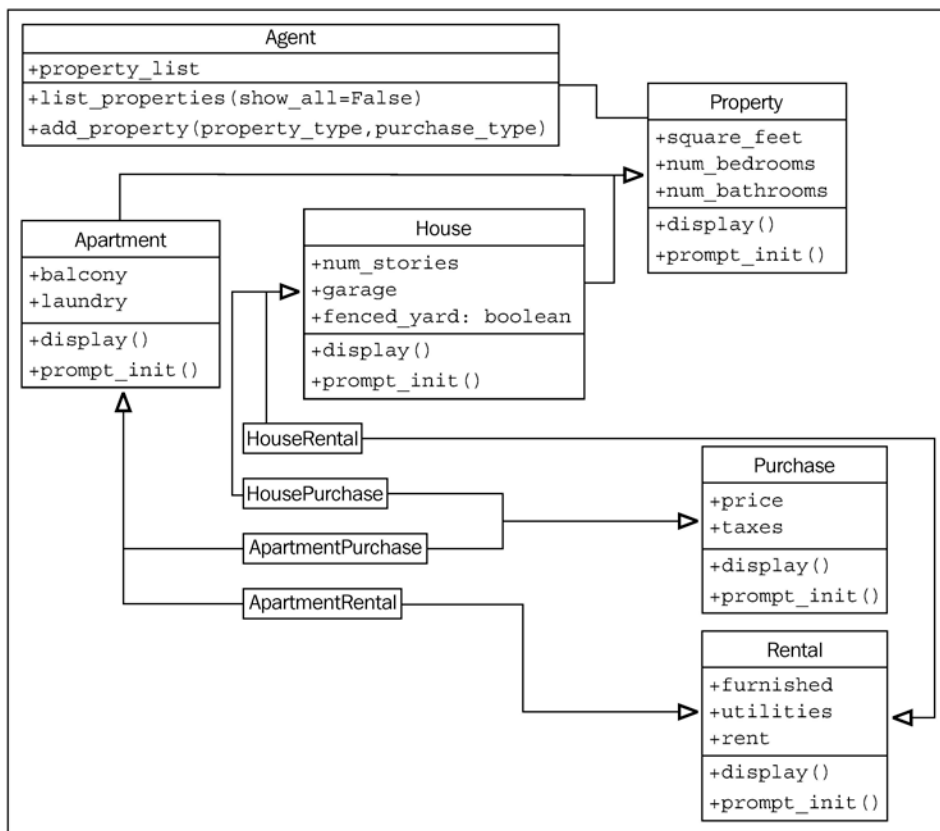 Agent
+property_list
+list_properties(show_all=False)
+add_property(property_type,purchase_type)
Property
+square_feet
+num_bedrooms
+num_bathrooms
+display()
+prompt_init()
Apartment
+balcony
+laundry
+display()
+prompt_init()
House
+num_stories
+garage
+fenced_yard: boolean
+display()
+prompt_init()
HouseRental
HousePurchase
ApartmentPurchase
ApartmentRental
Purchase
+price
+taxes
+display()
+prompt_init()
Rental
+furnished
+utilities
+rent
+display()
+prompt_init()